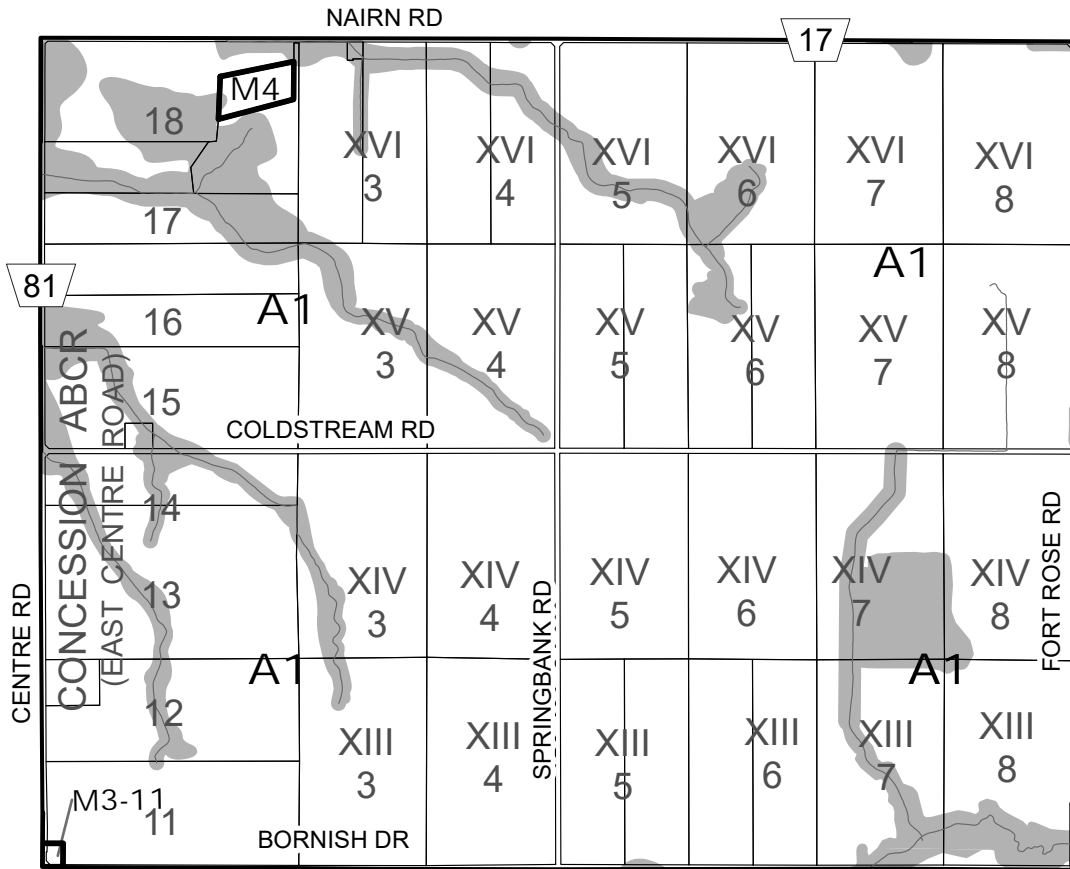 NAIRN RD
17
M4
18
XVI
3
XVI
4
XVI
5
XVI
6
XVI
7
XVI
8
17
81
A1
A1
16
XV
3
XV
4
XV
5
XV
6
XV
7
XV
8
15
COLDSTREAM RD
CONCESSION ABCR
(EAST CENTRE ROAD)
14
CENTRE RD
13
XIV
3
XIV
4
SPRINGBANK RD
XIV
5
XIV
6
XIV
7
XIV
8
FORT ROSE RD
A1
A1
12
XIII
3
XIII
4
XIII
5
XIII
6
XIII
7
XIII
8
M3-11
11
BORNISH DR